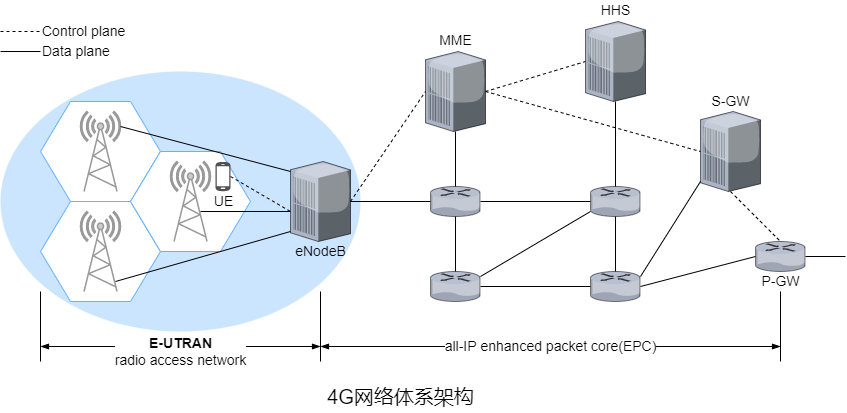 Control plane
Data plane
HHS
MME
S-GW
UE
eNodeB
P-GW
E-UTRAN
radio access network
all-IP enhanced packet core(EPC)
4G网络体系架构